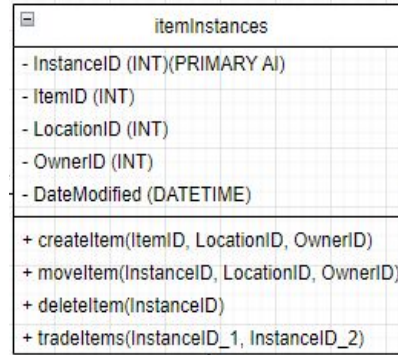 itemInstances
- InstanceID (INT)(PRIMARY AI)
- ItemID (INT)
- LocationID (INT)
- OwnerID (INT)
- DateModified (DATETIME)
+ createItem(ItemID, LocationID, OwnerID)
+ moveItem(InstanceID, LocationID, OwnerID)
+ deleteItem(InstanceID)
+ tradeItems(InstanceID_1, InstanceID_2)